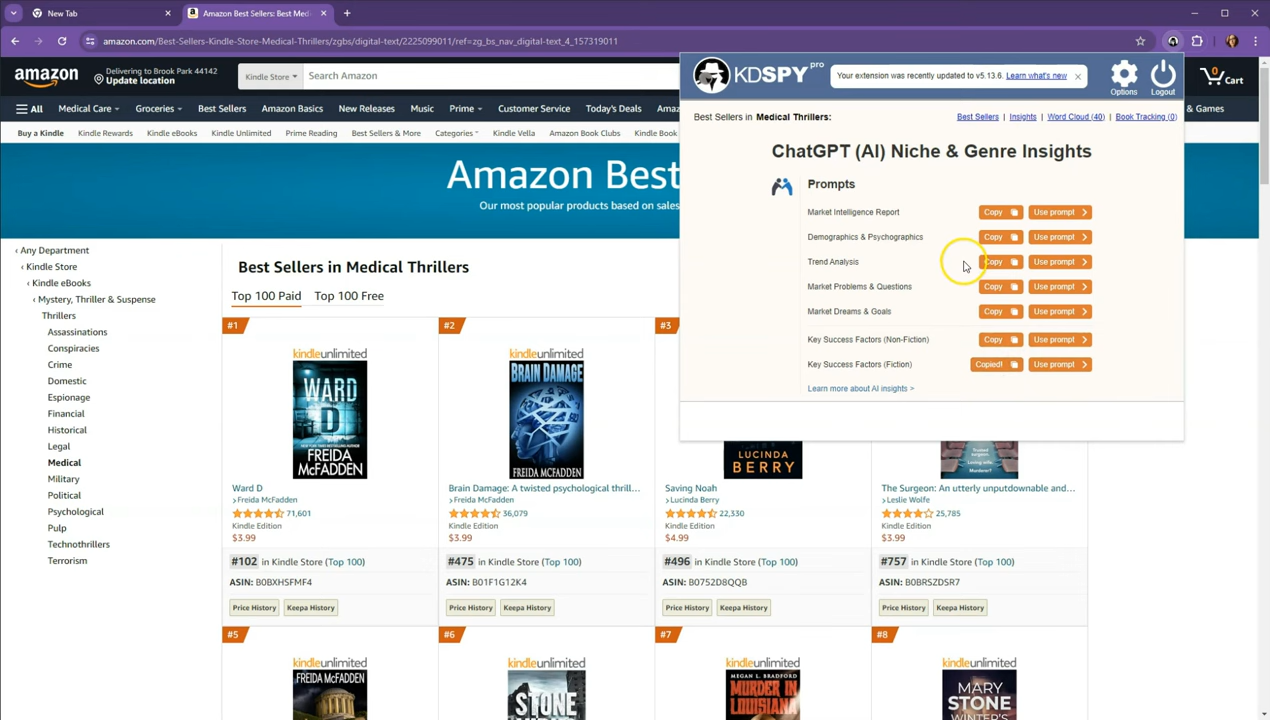 New Tab
Amazon Best Sellers: Best Med
amazon.com/Best-Sellers-Kindle-Store-Medical-Thrillers/zgbs/digital-text/2225099011/ref=zg_bs_nav_digital-text_4_157319011
amazon
Delivering to Brook Park 44142
Update location
Kindle Store
Search Amazon
Cart
All
Medical Care
Groceries
Best Sellers
Amazon Basics
New Releases
Music
Prime
Customer Service
Today's Deals
Amaz
& Games
Buy a Kindle
Kindle Rewards
Kindle eBooks
Kindle Unlimited
Prime Reading
Best Sellers & More
Categories
Kindle Vella
Amazon Book Clubs
Kindle Book
KDSPY pro
Your extension was recently updated to v5.13.6. Learn what's new
Options
Logout
Best Sellers in Medical Thrillers:
Best Sellers | Insights | Word Cloud (40) | Book Tracking (0)
ChatGPT (AI) Niche & Genre Insights
Prompts
Market Intelligence Report Copy Use prompt
Demographics & Psychographics Copy Use prompt
Trend Analysis Copy Use prompt
Market Problems & Questions Copy Use prompt
Market Dreams & Goals Copy Use prompt
Key Success Factors (Non-Fiction) Copy Use prompt
Key Success Factors (Fiction) Copied! Use prompt
Learn more about AI insights >
Amazon Bes
Our most popular products based on sales
‹ Any Department
‹ Kindle Store
‹ Kindle eBooks
‹ Mystery, Thriller & Suspense
Thrillers
Assassinations
Conspiracies
Crime
Domestic
Espionage
Financial
Historical
Legal
Medical
Military
Political
Psychological
Pulp
Technothrillers
Terrorism
Best Sellers in Medical Thrillers
Top 100 Paid
Top 100 Free
#1
kindleunlimited
WARD
D
FREIDA
McFADDEN
Ward D
›Freida McFadden
71,601
Kindle Edition
$3.99
#102 in Kindle Store (Top 100)
ASIN: B0BXHSFMF4
Price History
Keepa History
#2
kindleunlimited
BRAIN DAMAGE
FREIDA McFADDEN
Brain Damage: A twisted psychological thrill...
›Freida McFadden
36,079
Kindle Edition
$3.99
#475 in Kindle Store (Top 100)
ASIN: B01F1G12K4
Price History
Keepa History
#3
LUCINDA
BERRY
Saving Noah
›Lucinda Berry
22,330
Kindle Edition
$4.99
#496 in Kindle Store (Top 100)
ASIN: B0752D8QQB
Price History
Keepa History
The Surgeon: An utterly unputdownable and...
›Leslie Wolfe
25,785
Kindle Edition
$3.99
#757 in Kindle Store (Top 100)
ASIN: B0BRSZDSR7
Price History
Keepa History
#5
kindleunlimited
FREIDA
McFADDEN
#6
kindleunlimited
STONE
#7
kindleunlimited
MEGAN L. BRADFORD
MURDER IN
LOUISIANA
#8
kindleunlimited
MARY
STONE
WINTER'S